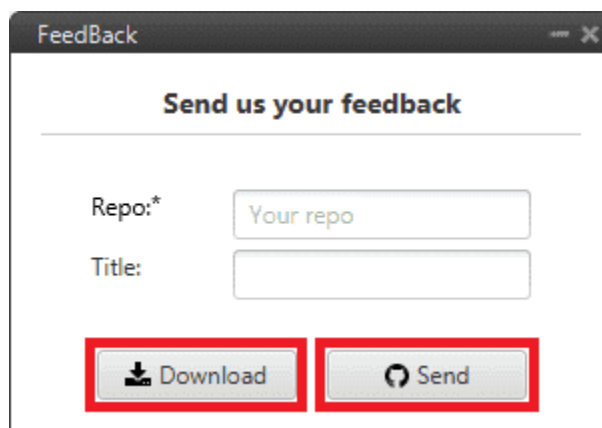 FeedBack
Send us your feedback
Repo:* Your repo
Title:
Download Send